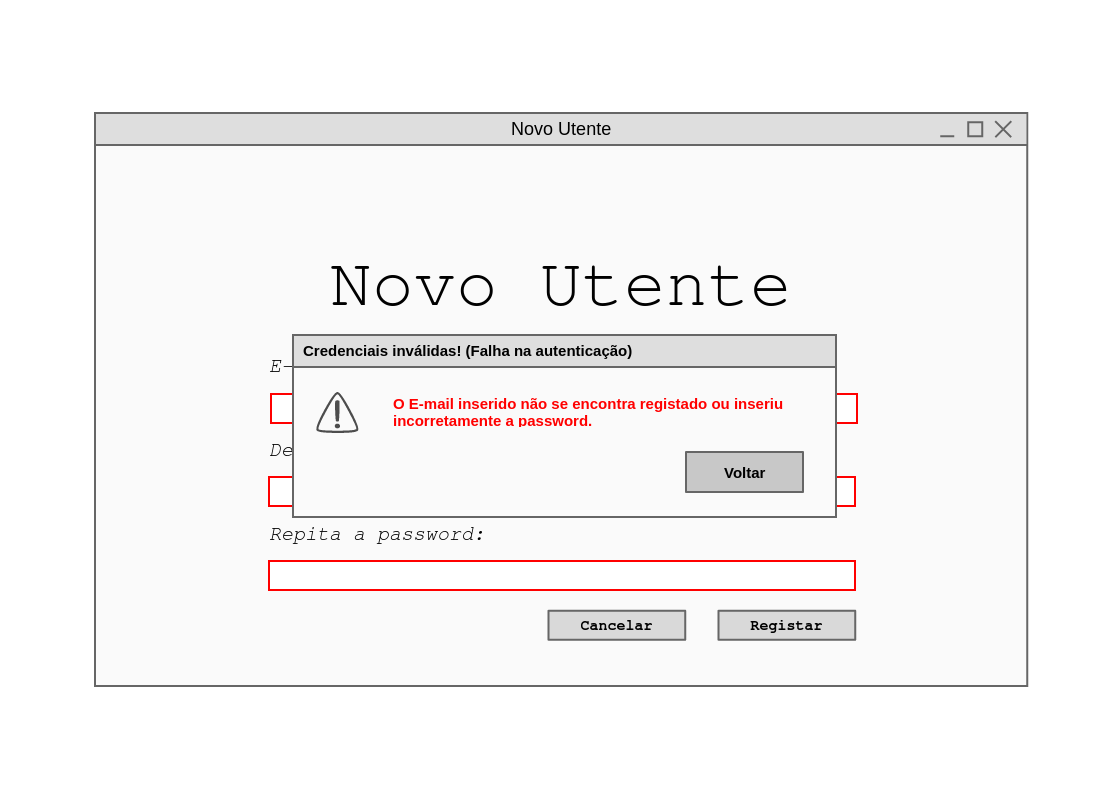 Novo Utente
Novo Utente
Credenciais inválidas! (Falha na autenticação)
O E-mail inserido não se encontra registado ou inseriu
incorretamente a password.
Voltar
Repita a password:
Cancelar Registar